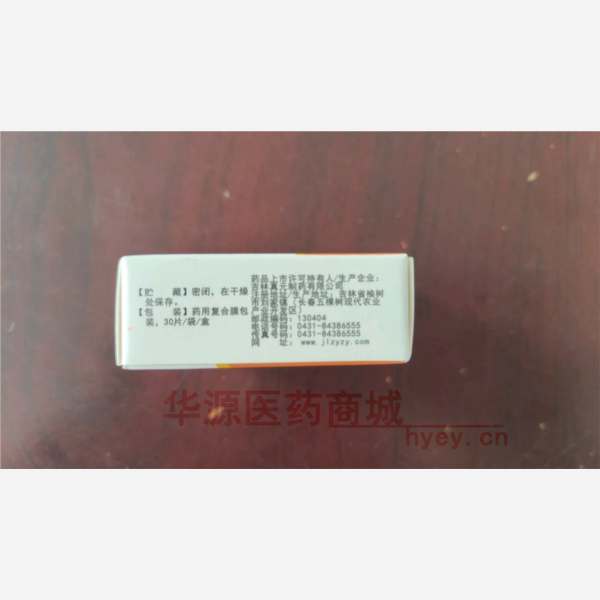 【贮 藏】密闭，在干燥
处保存。
【包 装】药用复合膜包
装，30片/袋/盒
药品上市许可持有人/生产企业：
吉林真元制药有限公司
注册地址/生产地址：吉林省榆树
市刘家镇（长春五棵树现代农业
产业开发区）
邮政编码：130404
电话号码：0431-84386555
传真号码：0431-84386555
网 址：www.jlzyzy.com
华源医药商城
hyey.cn